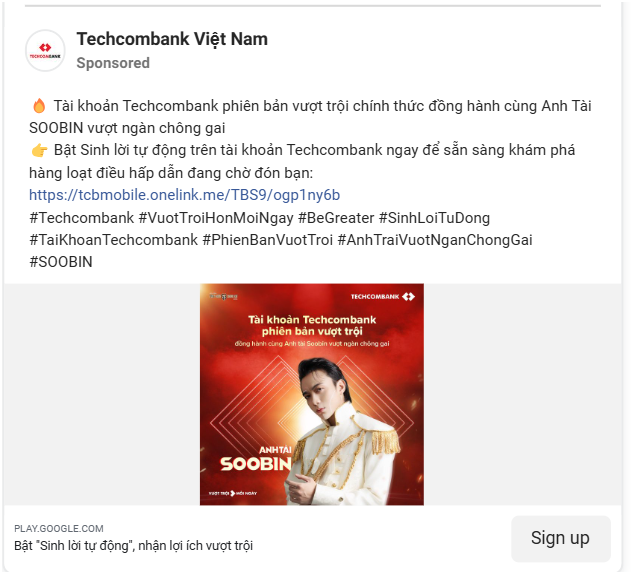 Techcombank Việt Nam
TECHCOMBANK
Sponsored
🔥 Tài khoản Techcombank phiên bản vượt trội chính thức đồng hành cùng Anh Tài
SOOBIN vượt ngàn chông gai
👉 Bật Sinh lời tự động trên tài khoản Techcombank ngay để sẵn sàng khám phá
hàng loạt điều hấp dẫn đang chờ đón bạn:
https://tcbmobile.onelink.me/TBS9/ogp1ny6b
#Techcombank #VuotTroiHonMoiNgay #BeGreater #SinhLoiTuDong
#TaiKhoanTechcombank #PhienBanVuotTroi #AnhTraiVuotNganChongGai
#SOOBIN
TECHCOMBANK
Tài khoản Techcombank
phiên bản vượt trội
đồng hành cùng Anh tài Soobin vượt ngàn chông gai
ANH TÀI
SOOBIN
VƯỢT TRỘI MỖI NGÀY
PLAY.GOOGLE.COM
Bật "Sinh lời tự động", nhận lợi ích vượt trội
Sign up